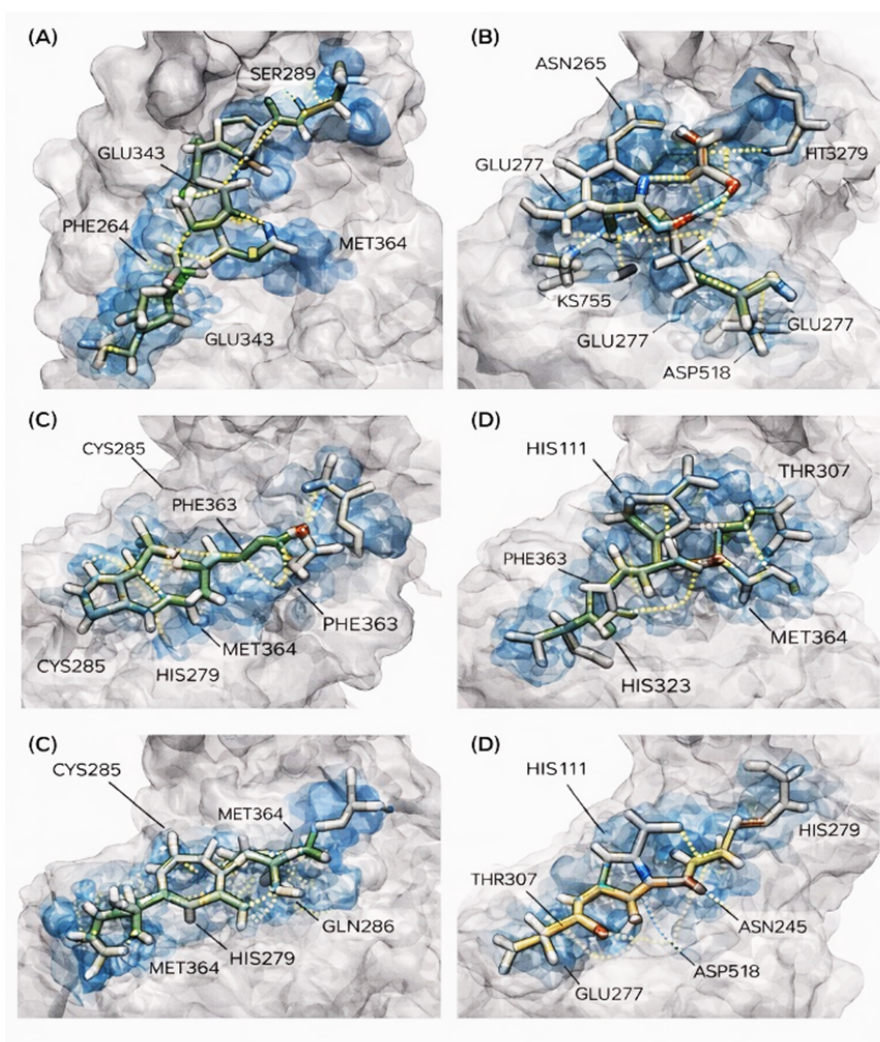 (A)
SER289
GLU343
PHE264
MET364
GLU343
(B)
ASN265
GLU277
HTS279
KS755
GLU277
GLU277
ASP518
(C)
CYS285
PHE363
PHE363
MET364
CYS285
HIS279
(D)
HIS111
THR307
PHE363
MET364
HIS323
(C)
CYS285
MET364
GLN286
HIS279
MET364
(D)
HIS111
HIS279
THR307
ASN245
ASP518
GLU277